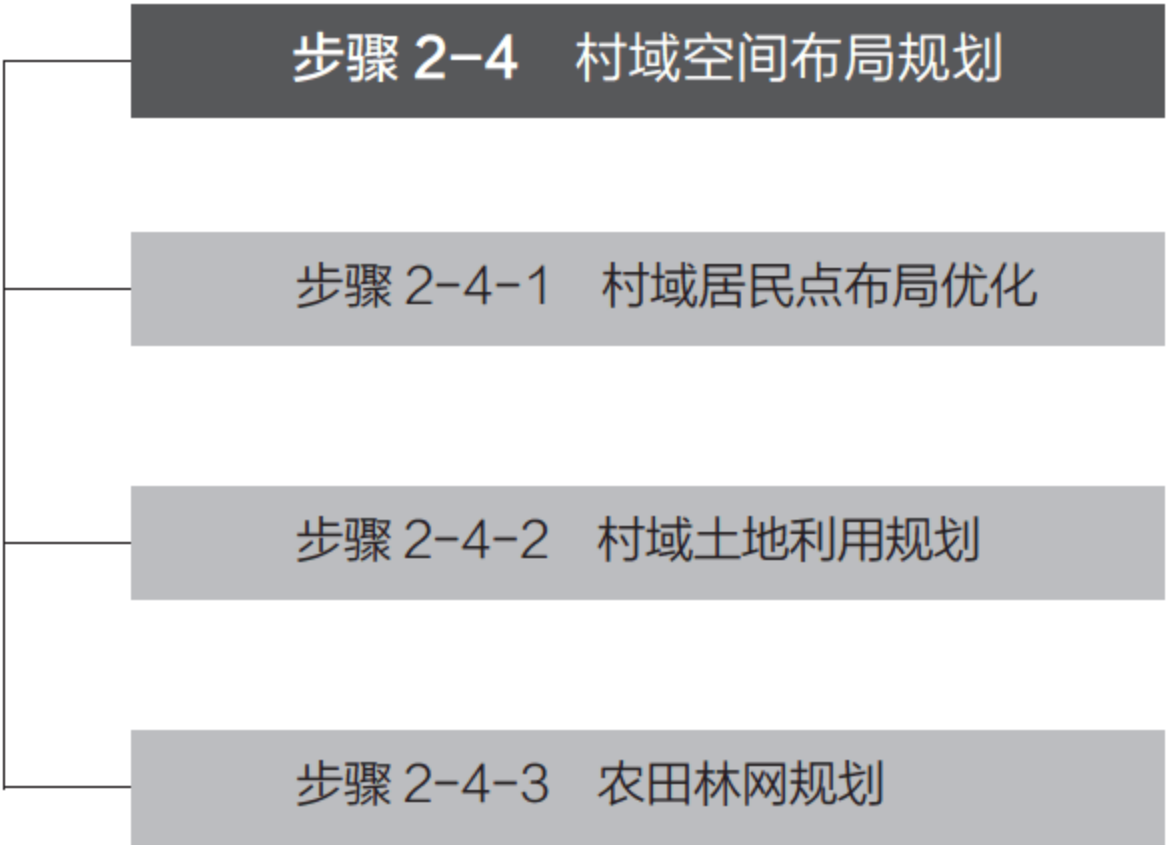 步骤 2-4 村域空间布局规划
步骤 2-4-1 村域居民点布局优化
步骤 2-4-2 村域土地利用规划
步骤 2-4-3 农田林网规划